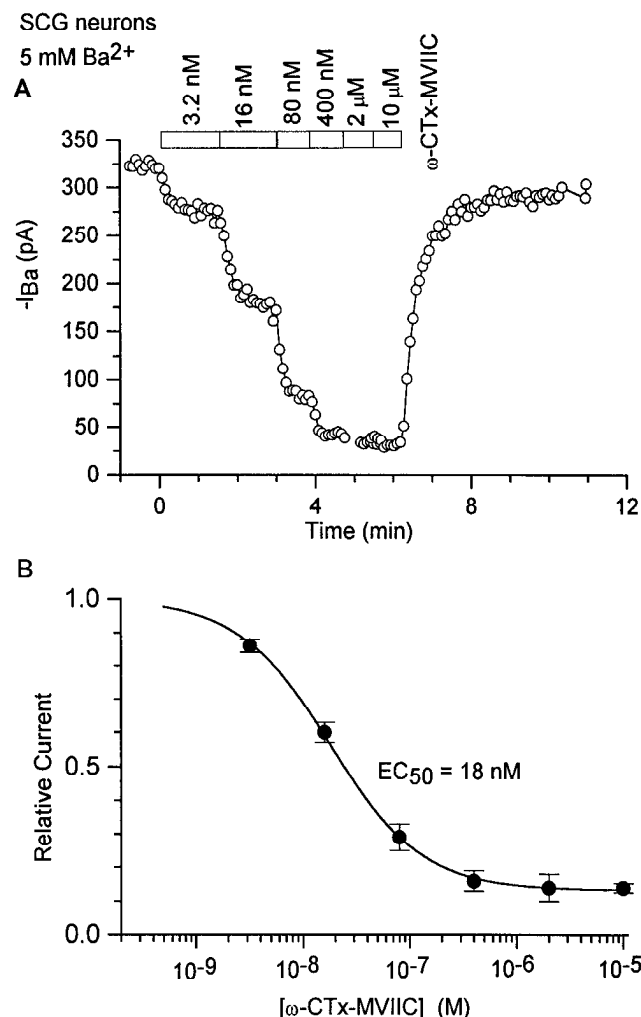 SCG neurons
5 mM Ba2+
A
3.2 nM
16 nM
80 nM
400 nM
2 µM
10 µM
ω-CTx-MVIIC
350
300
250
200
150
100
50
0
-IBa (pA)
0
4
8
12
Time (min)
B
1.0
0.5
0.0
Relative Current
EC50 = 18 nM
10-9
10-8
10-7
10-6
10-5
[ω-CTx-MVIIC] (M)